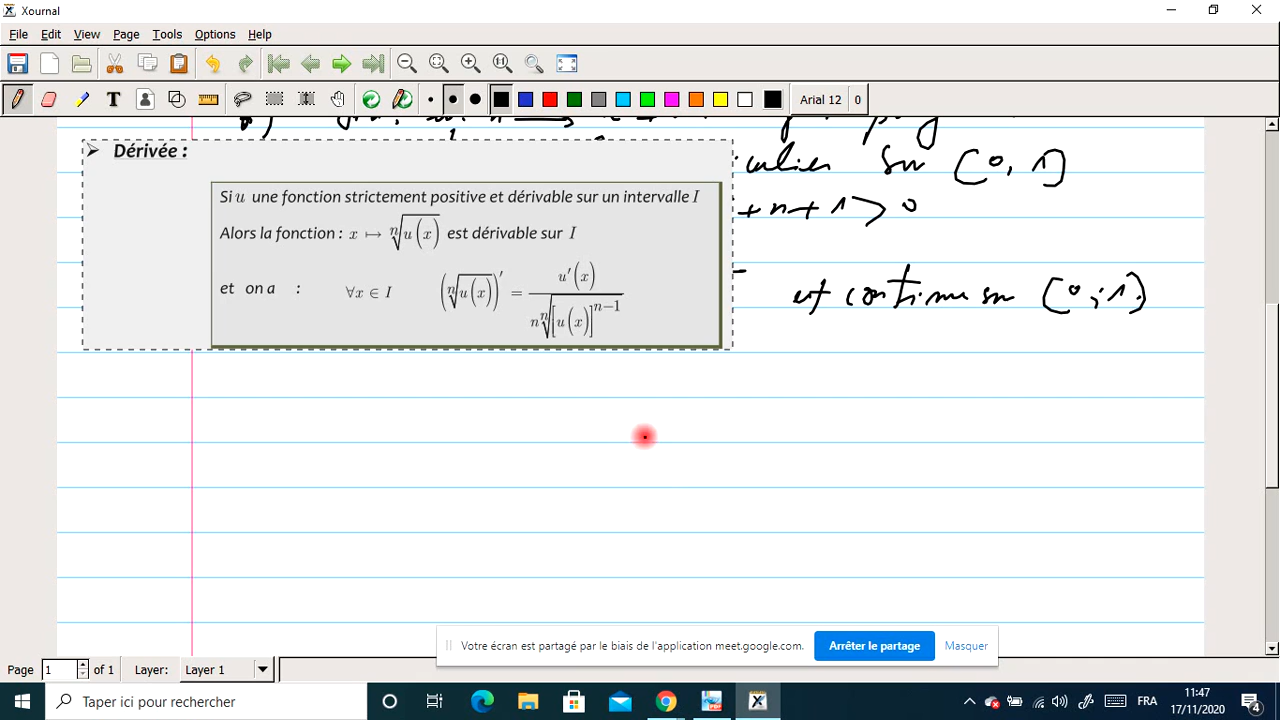 Xournal
File Edit View Page Tools Options Help
Arial 12 0
➢ Dérivée :
Si u une fonction strictement positive et dérivable sur un intervalle I
Alors la fonction : x ↦ ⁿ√u(x) est dérivable sur I
et on a : ∀x ∈ I (ⁿ√u(x))′ = u′(x) / n ⁿ√[u(x)]ⁿ⁻¹
sur [0, 1]
+ x + 1 > 0
est continue sur [0 ; 1]
Votre écran est partagé par le biais de l'application meet.google.com. Arrêter le partage Masquer
Page 1 of 1 Layer: Layer 1
Taper ici pour rechercher
FRA
11:47
17/11/2020
4